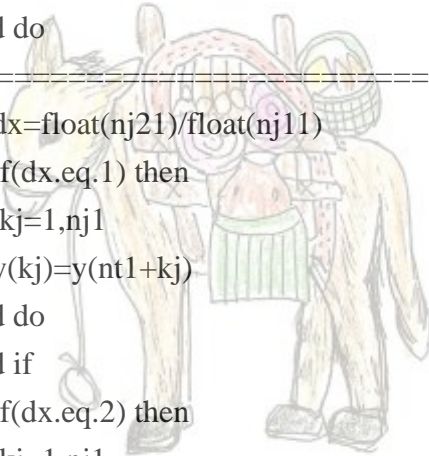 d do
==============================
dx=float(nj21)/float(nj11)
f(dx.eq.1) then
kj=1,nj1
y(kj)=y(nt1+kj)
d do
d if
f(dx.eq.2) then